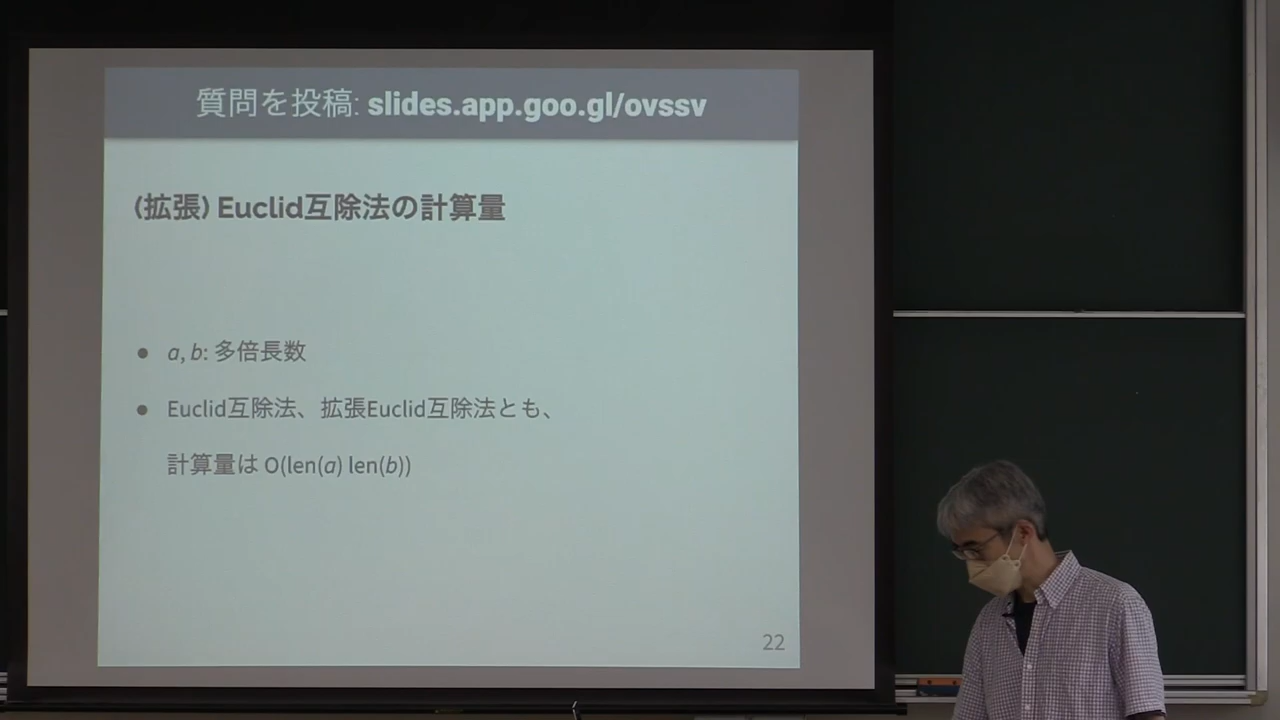 質問を投稿: slides.app.goo.gl/ovssv
(拡張) Euclid互除法の計算量
● a, b: 多倍長数
● Euclid互除法、拡張Euclid互除法とも、
計算量は O(len(a) len(b))
22